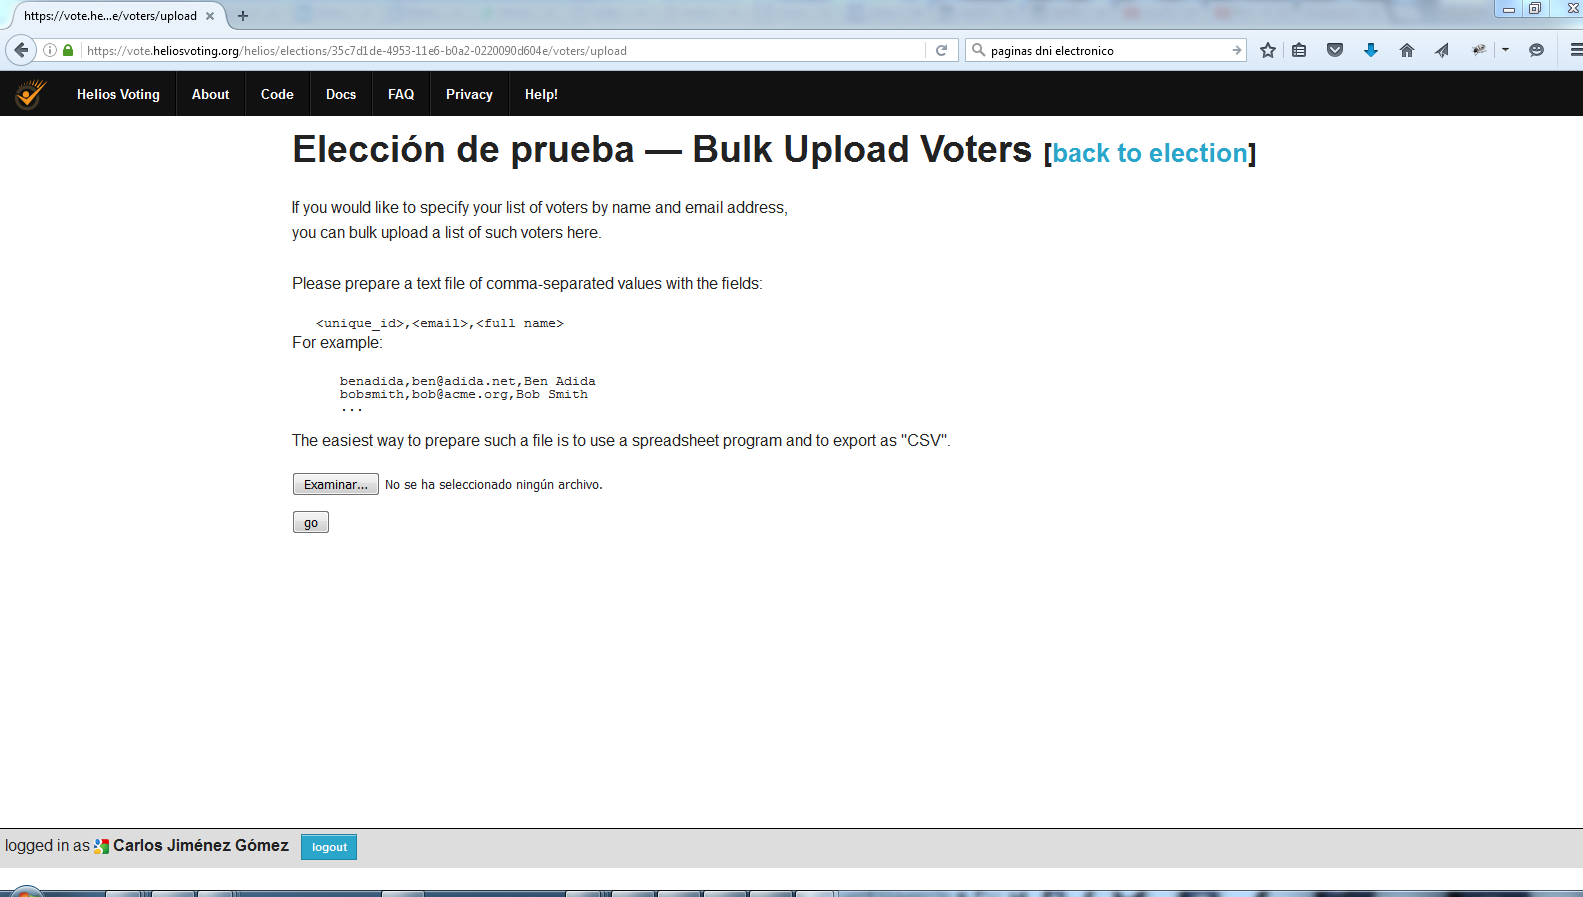 https://vote.he...e/voters/upload
https://vote.heliosvoting.org/helios/elections/35c7d1de-4953-11e6-b0a2-0220090d604e/voters/upload
paginas dni electronico
Helios Voting About Code Docs FAQ Privacy Help!
Elección de prueba — Bulk Upload Voters [back to election]
If you would like to specify your list of voters by name and email address,
you can bulk upload a list of such voters here.
Please prepare a text file of comma-separated values with the fields:
<unique_id>,<email>,<full name>
For example:
benadida,ben@adida.net,Ben Adida
bobsmith,bob@acme.org,Bob Smith
...
The easiest way to prepare such a file is to use a spreadsheet program and to export as "CSV".
Examinar... No se ha seleccionado ningún archivo.
go
logged in as Carlos Jiménez Gómez logout